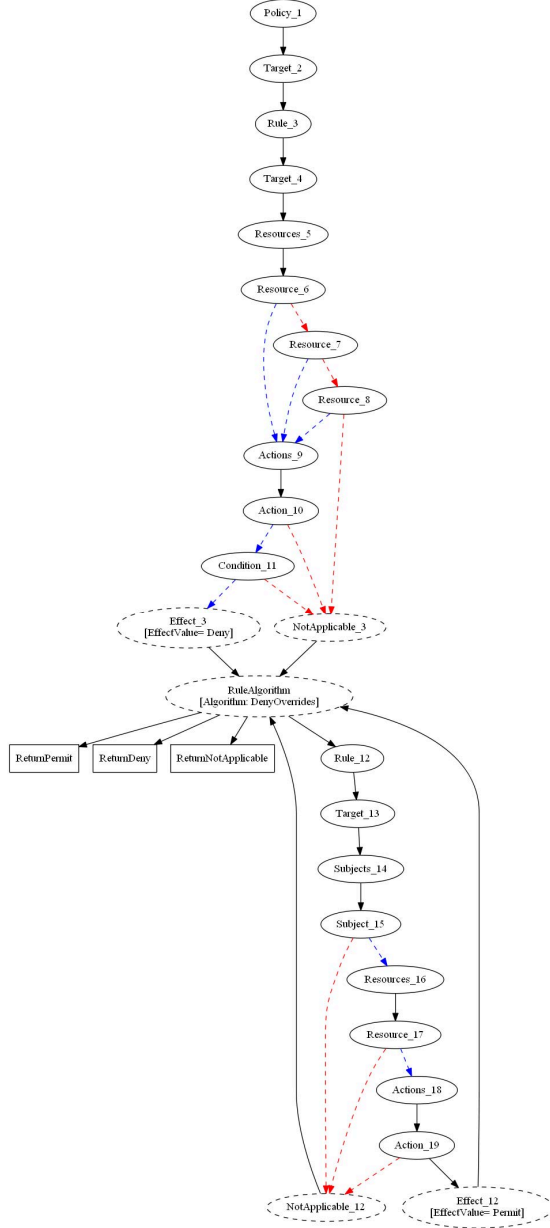 Policy_1
Target_2
Rule_3
Target_4
Resources_5
Resource_6
Resource_7
Resource_8
Actions_9
Action_10
Condition_11
Effect_3
[EffectValue= Deny]
NotApplicable_3
RuleAlgorithm
[Algorithm: DenyOverrides]
ReturnPermit
ReturnDeny
ReturnNotApplicable
Rule_12
Target_13
Subjects_14
Subject_15
Resources_16
Resource_17
Actions_18
Action_19
NotApplicable_12
Effect_12
[EffectValue= Permit]